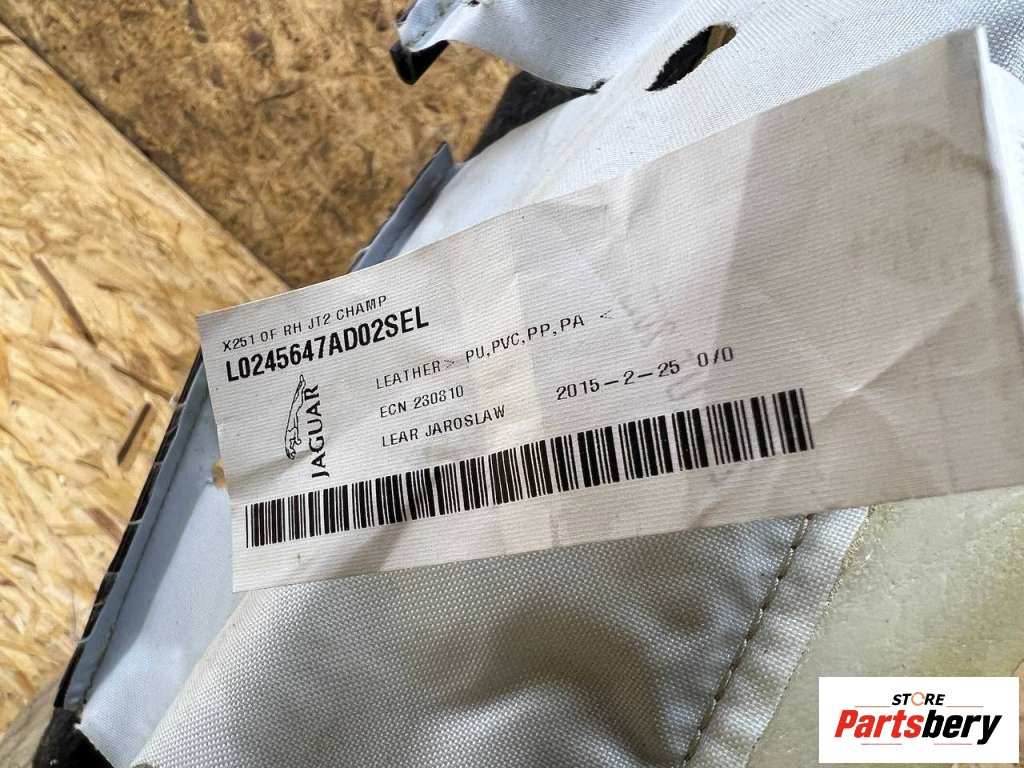 X251 OF RH JT2 CHAMP
L0245647AD02SEL
JAGUAR
LEATHER> PU,PVC,PP,PA <
ECN 230810
LEAR JAROSLAW 2015-2-25 0/0
STORE
Partsbery